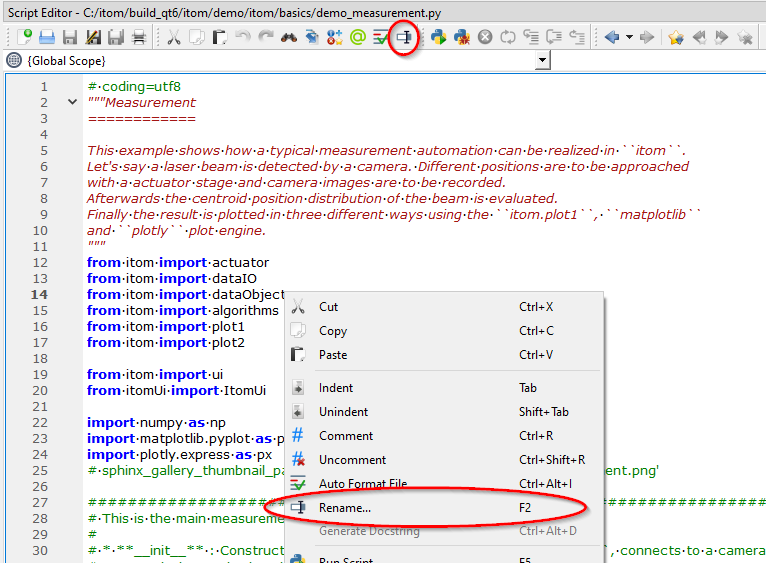 Script Editor - C:/itom/build_qt6/itom/demo/itom/basics/demo_measurement.py
{Global Scope}
1 #·coding=utf8
2 """Measurement
3 ============
4
5 This·example·shows·how·a·typical·measurement·automation·can·be·realized·in·``itom``.
6 Let's·say·a·laser·beam·is·detected·by·a·camera.·Different·positions·are·to·be·approached
7 with·a·actuator·stage·and·camera·images·are·to·be·recorded.
8 Afterwards·the·centroid·position·distribution·of·the·beam·is·evaluated.
9 Finally·the·result·is·plotted·in·three·different·ways·using·the·``itom.plot1``,·``matplotlib``
10 and·``plotly``·plot·engine.
11 """
12 from·itom·import·actuator
13 from·itom·import·dataIO
14 from·itom·import·dataObject
15 from·itom·import·algorithms
16 from·itom·import·plot1
17 from·itom·import·plot2
18
19 from·itom·import·ui
20 from·itomUi·import·ItomUi
21
22 import·numpy·as·np
23 import·matplotlib.pyplot·as·p
24 import·plotly.express·as·px
25 #·sphinx_gallery_thumbnail_pa ent.png'
26
27 ####################
28 #·This·is·the·main·measureme
29 #
30 #·*·**__init__**·:·Construct ,·connects·to·a·camera
Cut Ctrl+X
Copy Ctrl+C
Paste Ctrl+V
Indent Tab
Unindent Shift+Tab
Comment Ctrl+R
Uncomment Ctrl+Shift+R
Auto Format File Ctrl+Alt+I
Rename... F2
Generate Docstring Ctrl+Alt+D
Run Script F5